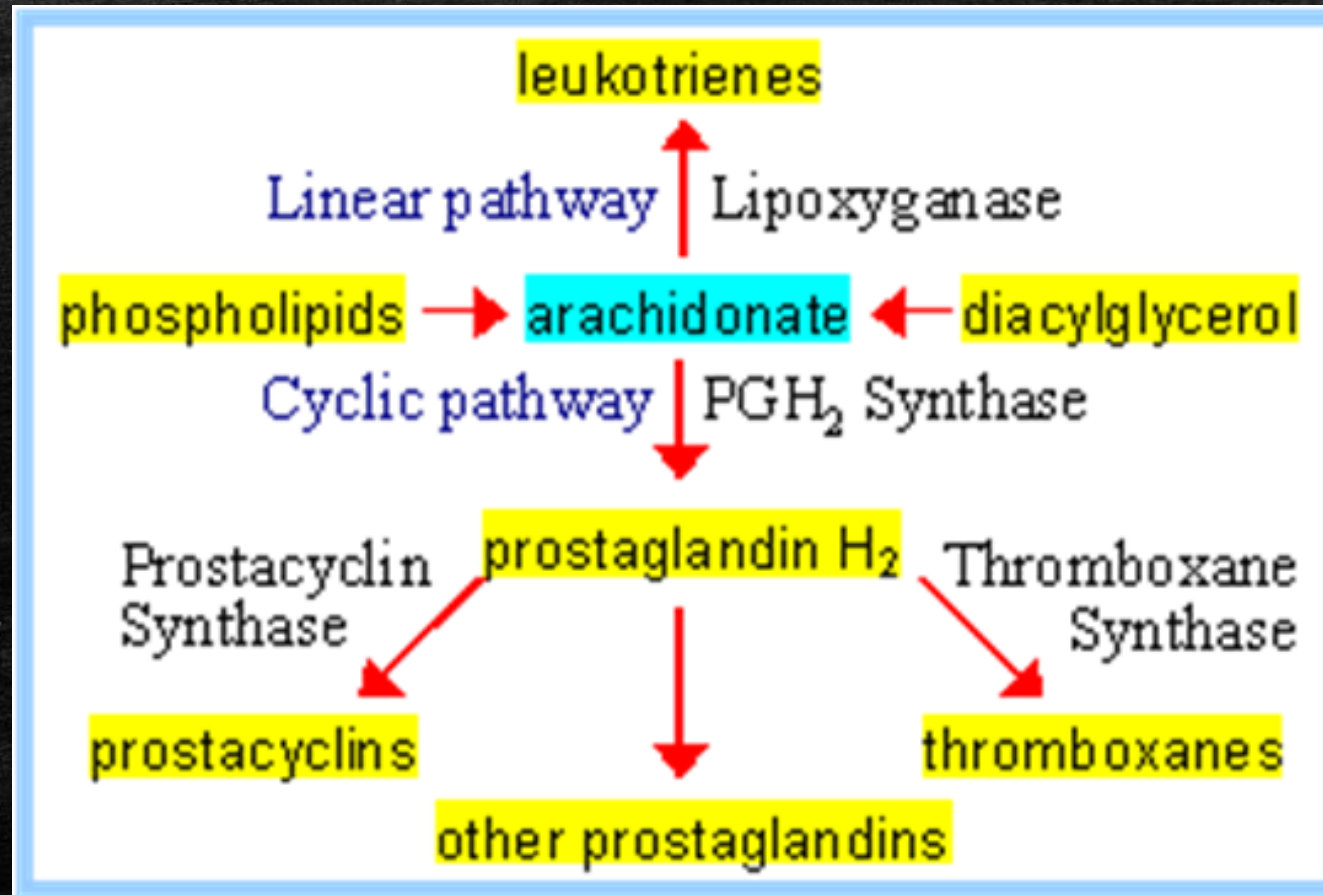 leukotrienes
Linear pathway Lipoxyganase
phospholipids arachidonate diacylglycerol
Cyclic pathway PGH₂ Synthase
prostaglandin H₂
Prostacyclin
Synthase
Thromboxane
Synthase
prostacyclins
thromboxanes
other prostaglandins